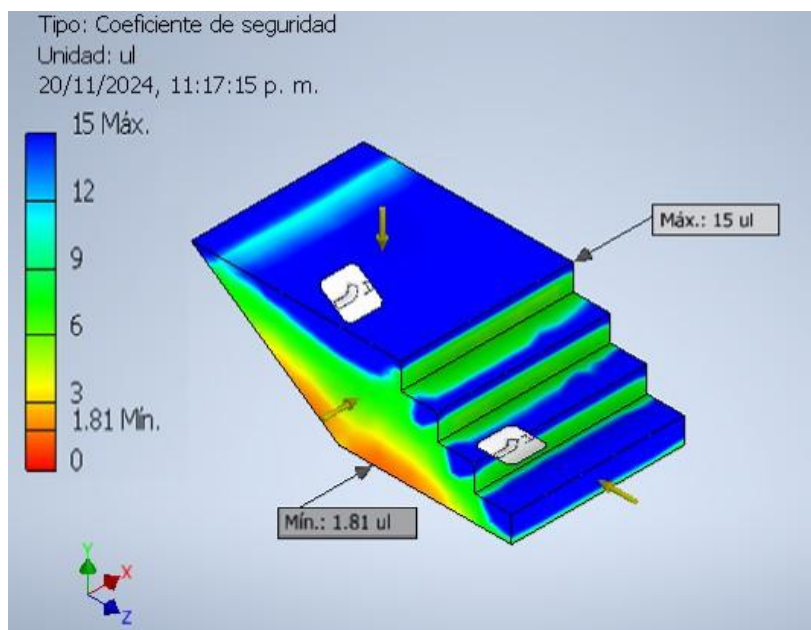 Tipo: Coeficiente de seguridad
Unidad: ul
20/11/2024, 11:17:15 p. m.
15 Máx.
12
9
6
3
1.81 Mín.
0
Máx.: 15 ul
Mín.: 1.81 ul
Y
X
Z